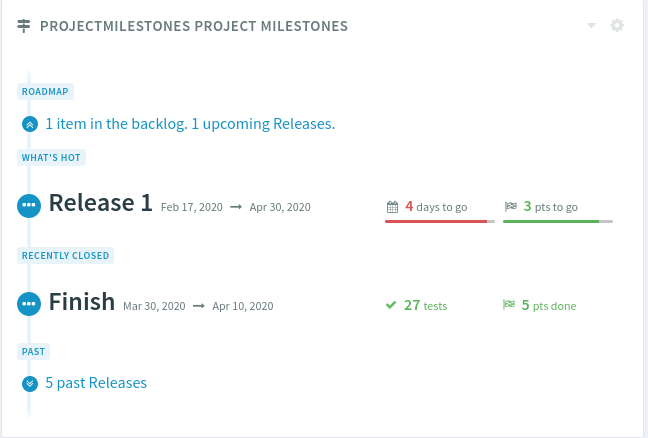 PROJECTMILESTONES PROJECT MILESTONES
ROADMAP
1 item in the backlog. 1 upcoming Releases.
WHAT'S HOT
Release 1 Feb 17, 2020 → Apr 30, 2020 4 days to go 3 pts to go
RECENTLY CLOSED
Finish Mar 30, 2020 → Apr 10, 2020 27 tests 5 pts done
PAST
5 past Releases